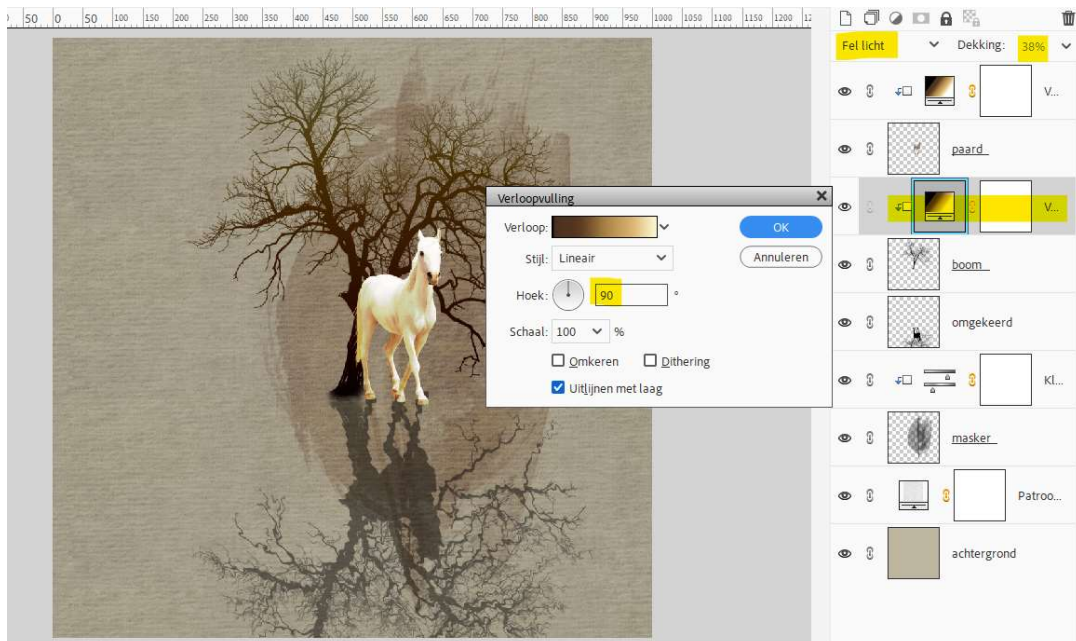 50 0 50 100 150 200 250 300 350 400 450 500 550 600 650 700 750 800 850 900 950 1000 1050 1100 1150 1200
Fel licht Dekking: 38%
V...
paard
V...
boom
omgekeerd
Kl...
masker
Patroo...
achtergrond
Verloopvulling
Verloop:
OK
Stijl: Lineair
Annuleren
Hoek: 90 °
Schaal: 100 %
Omkeren Dithering
Uitlijnen met laag